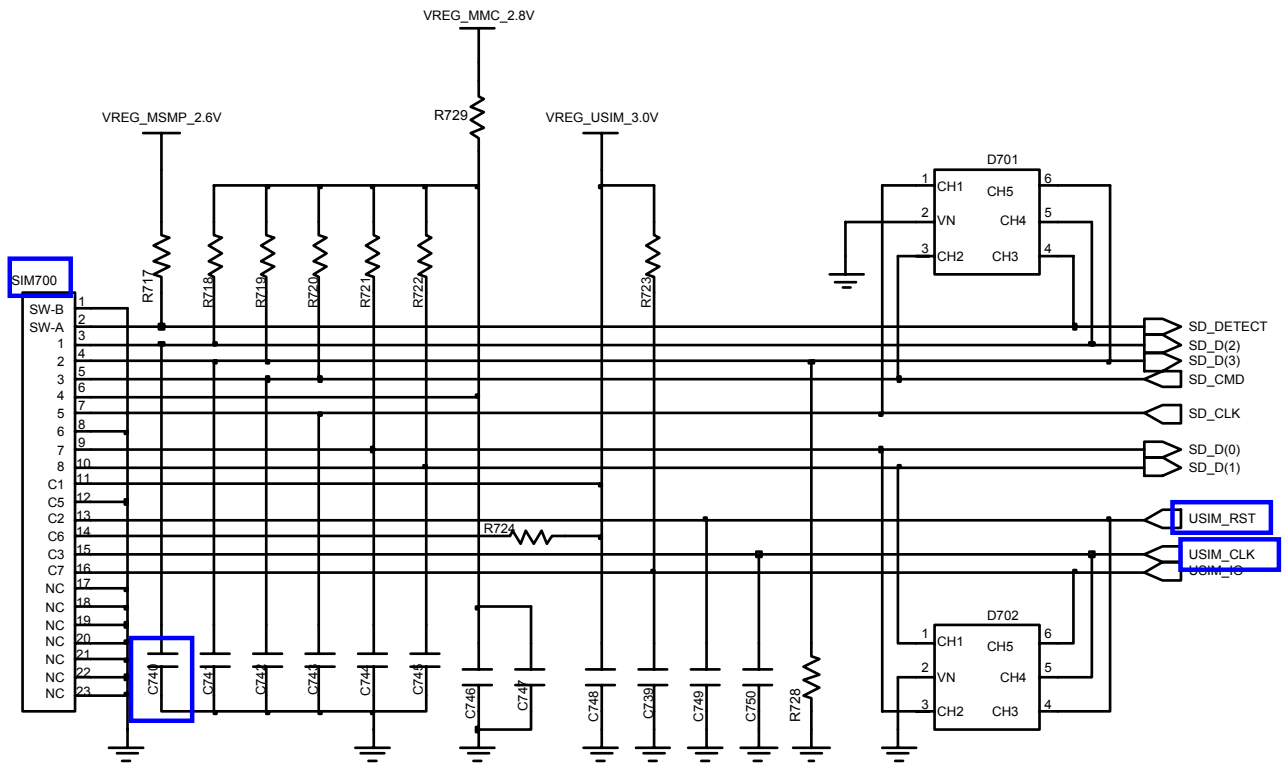 VREG_MMC_2.8V
R729
VREG_MSMP_2.6V
VREG_USIM_3.0V
D701
1 CH1 CH5 6
2 VN CH4 5
3 CH2 CH3 4
R717
R718
R719
R720
R721
R722
R723
SIM700
SW-B 1
SW-A 2
1 3
2 4
3 5
4 6
5 7
6 8
7 9
8 10
C1 11
C5 12
C2 13
C6 14
C3 15
C7 16
NC 17
NC 18
NC 19
NC 20
NC 21
NC 22
NC 23
SD_DETECT
SD_D(2)
SD_D(3)
SD_CMD
SD_CLK
SD_D(0)
SD_D(1)
USIM_RST
USIM_CLK
USIM_IO
R724
C740
C741
C742
C743
C744
C745
C746
C747
C748
C739
C749
C750
R728
D702
1 CH1 CH5 6
2 VN CH4 5
3 CH2 CH3 4